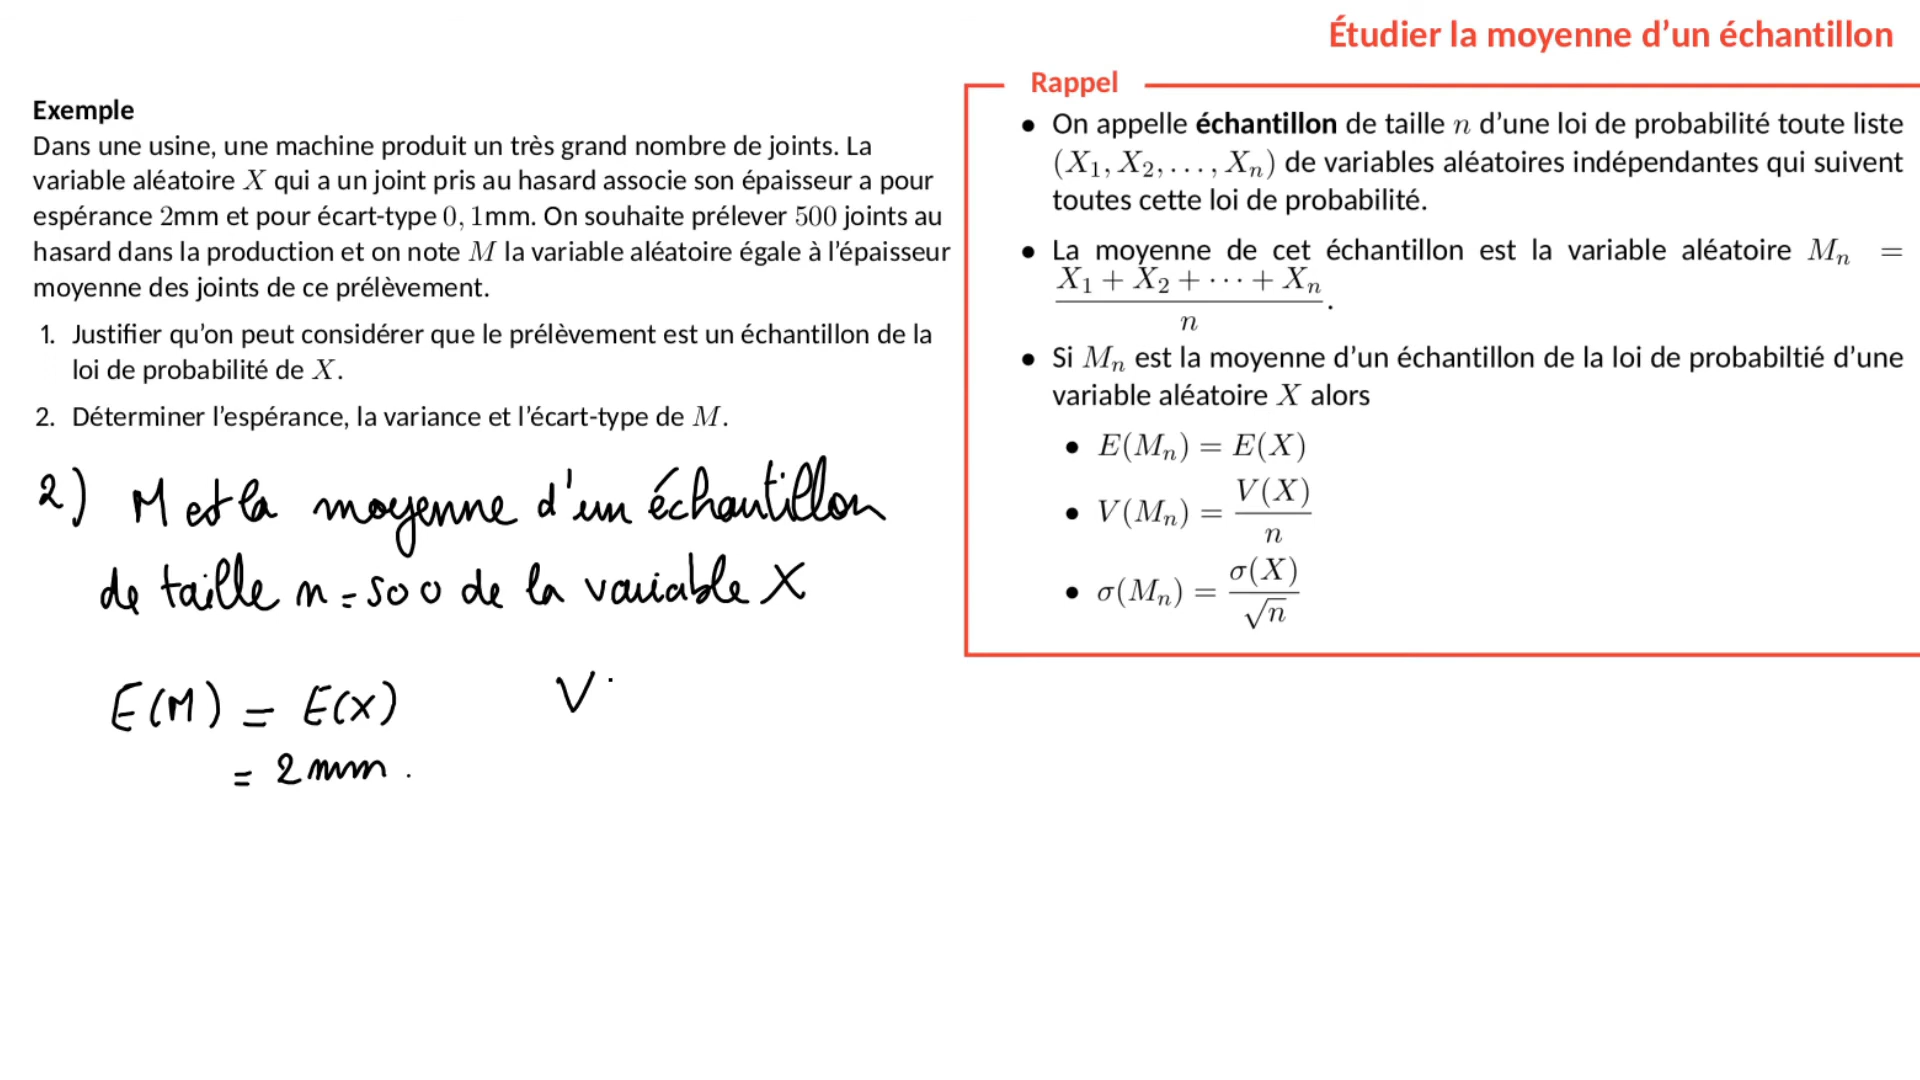 Étudier la moyenne d'un échantillon
Exemple
Dans une usine, une machine produit un très grand nombre de joints. La
variable aléatoire X qui a un joint pris au hasard associe son épaisseur a pour
espérance 2mm et pour écart-type 0, 1mm. On souhaite prélever 500 joints au
hasard dans la production et on note M la variable aléatoire égale à l'épaisseur
moyenne des joints de ce prélèvement.
1. Justifier qu'on peut considérer que le prélèvement est un échantillon de la
loi de probabilité de X.
2. Déterminer l'espérance, la variance et l'écart-type de M.
2) M est la moyenne d'un échantillon
de taille n = 500 de la variable X
E(M) = E(X)
= 2 mm.
V
Rappel
• On appelle échantillon de taille n d'une loi de probabilité toute liste
(X₁, X₂, . . . , Xₙ) de variables aléatoires indépendantes qui suivent
toutes cette loi de probabilité.
• La moyenne de cet échantillon est la variable aléatoire Mₙ =
X₁ + X₂ + · · · + Xₙ
n
.
• Si Mₙ est la moyenne d'un échantillon de la loi de probabiltié d'une
variable aléatoire X alors
• E(Mₙ) = E(X)
• V(Mₙ) = V(X)/n
• σ(Mₙ) = σ(X)/√n